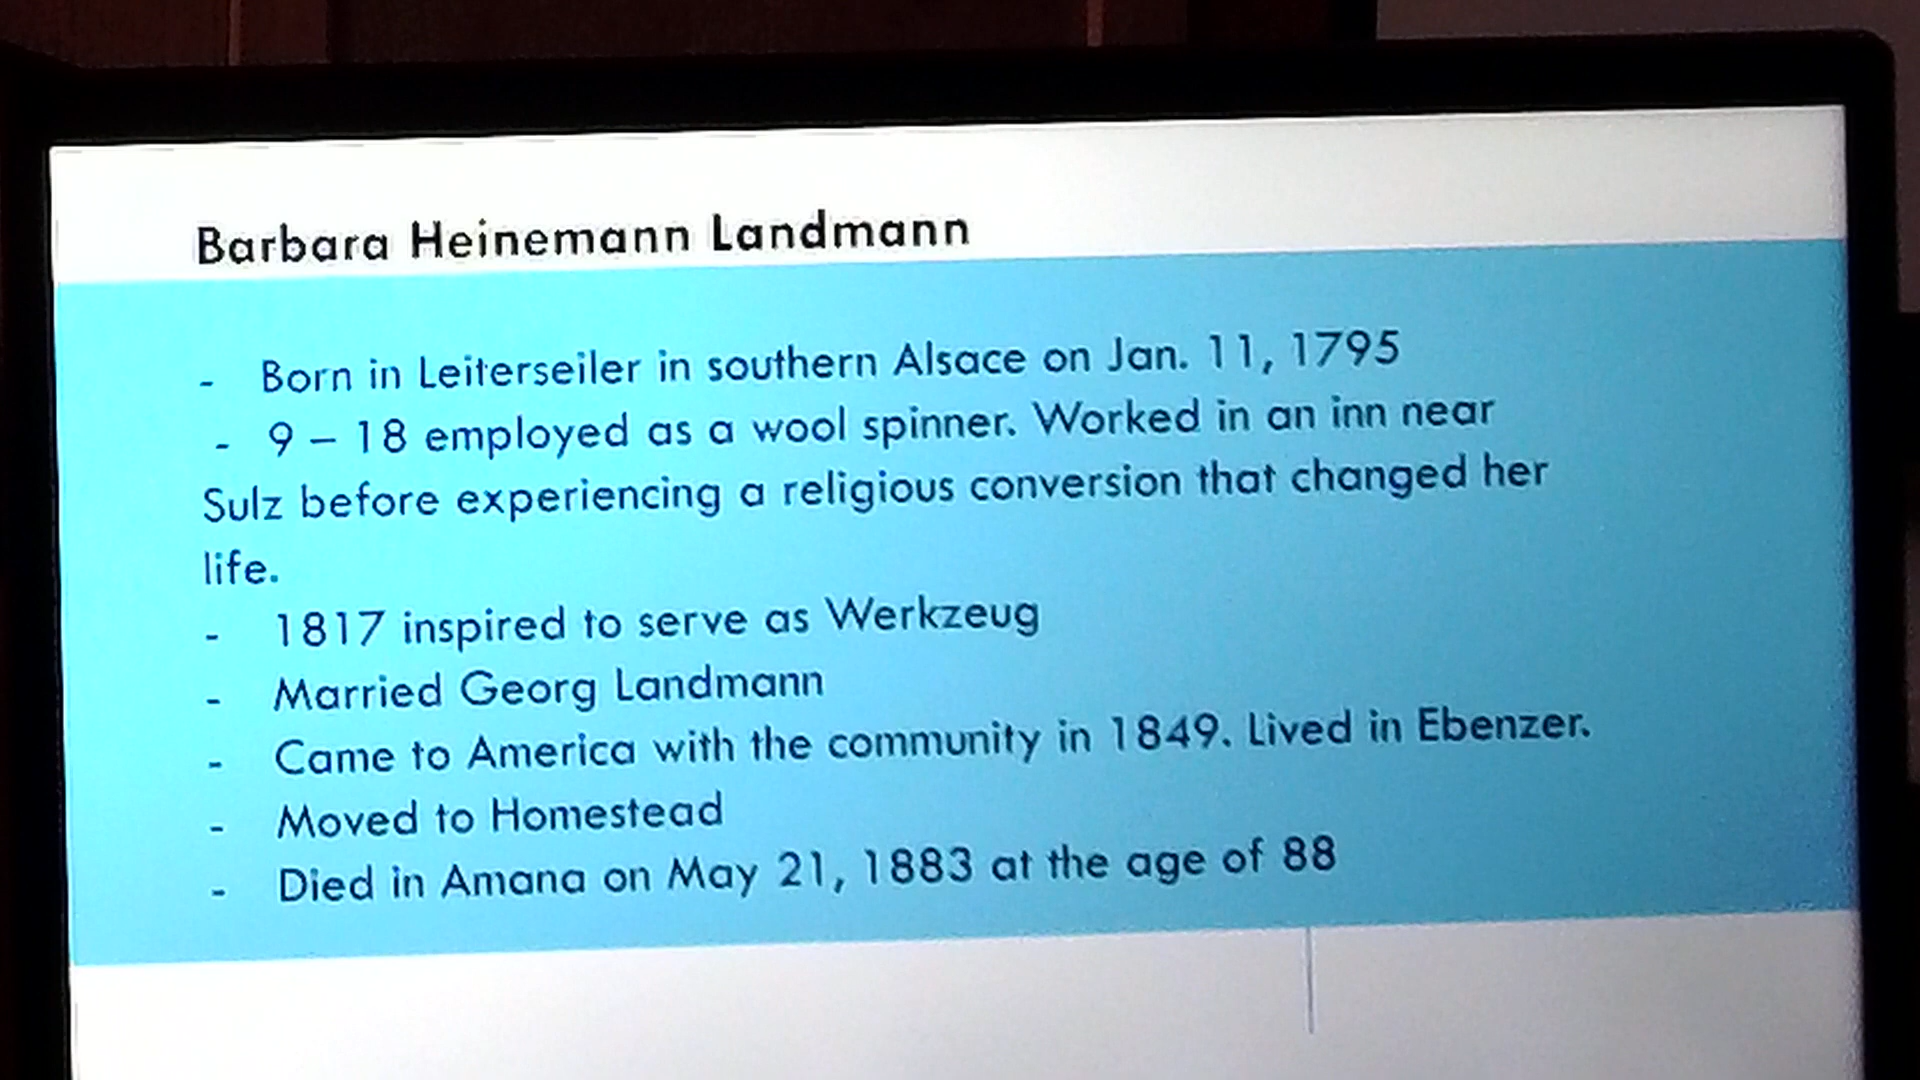 Barbara Heinemann Landmann
- Born in Leiterseiler in southern Alsace on Jan. 11, 1795
- 9 – 18 employed as a wool spinner. Worked in an inn near
Sulz before experiencing a religious conversion that changed her
life.
- 1817 inspired to serve as Werkzeug
- Married Georg Landmann
- Came to America with the community in 1849. Lived in Ebenzer.
- Moved to Homestead
- Died in Amana on May 21, 1883 at the age of 88